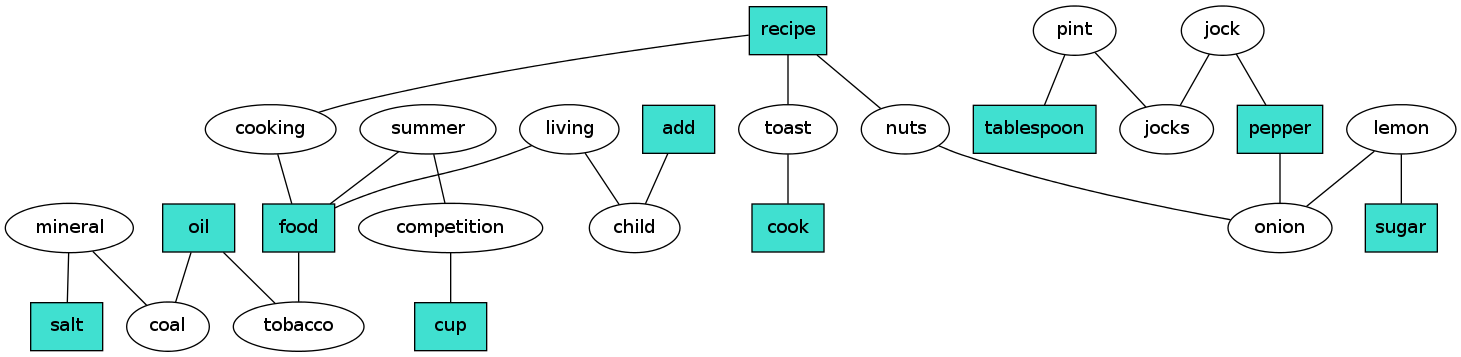 recipe
pint
jock
cooking
summer
living
add
toast
nuts
tablespoon
jocks
pepper
lemon
mineral
oil
food
competition
child
cook
onion
sugar
salt
coal
tobacco
cup